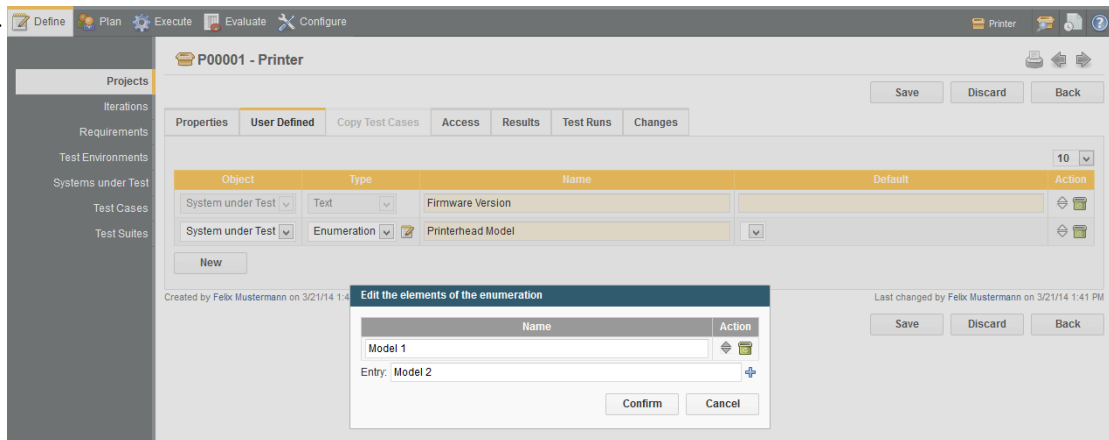 Define Plan Execute Evaluate Configure Printer
P00001 - Printer
Projects
Iterations
Requirements
Test Environments
Systems under Test
Test Cases
Test Suites
Save Discard Back
Properties User Defined Copy Test Cases Access Results Test Runs Changes
10
Object Type Name Default Action
System under Test Text Firmware Version
System under Test Enumeration Printerhead Model
New
Created by Felix Mustermann on 3/21/14 1:4
Last changed by Felix Mustermann on 3/21/14 1:41 PM
Save Discard Back
Edit the elements of the enumeration
Name Action
Model 1
Entry: Model 2
Confirm Cancel